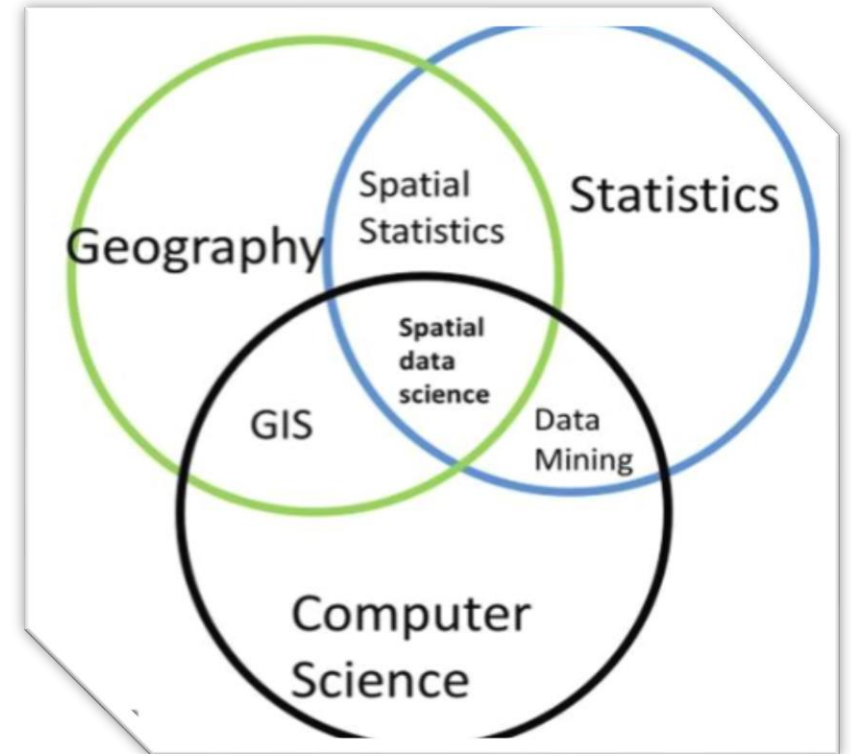 Spatial
Statistics
Statistics
Geography
Spatial
data
science
GIS
Data
Mining
Computer
Science